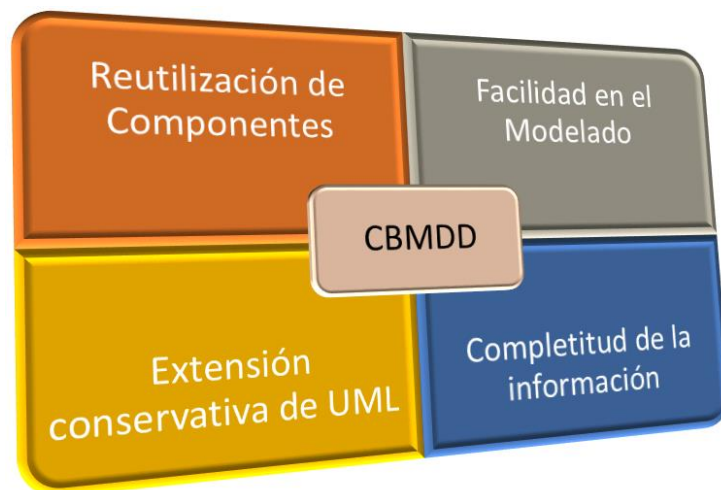 Reutilización de
Componentes
Facilidad en el
Modelado
CBMDD
Extensión
conservativa de UML
Completitud de la
información